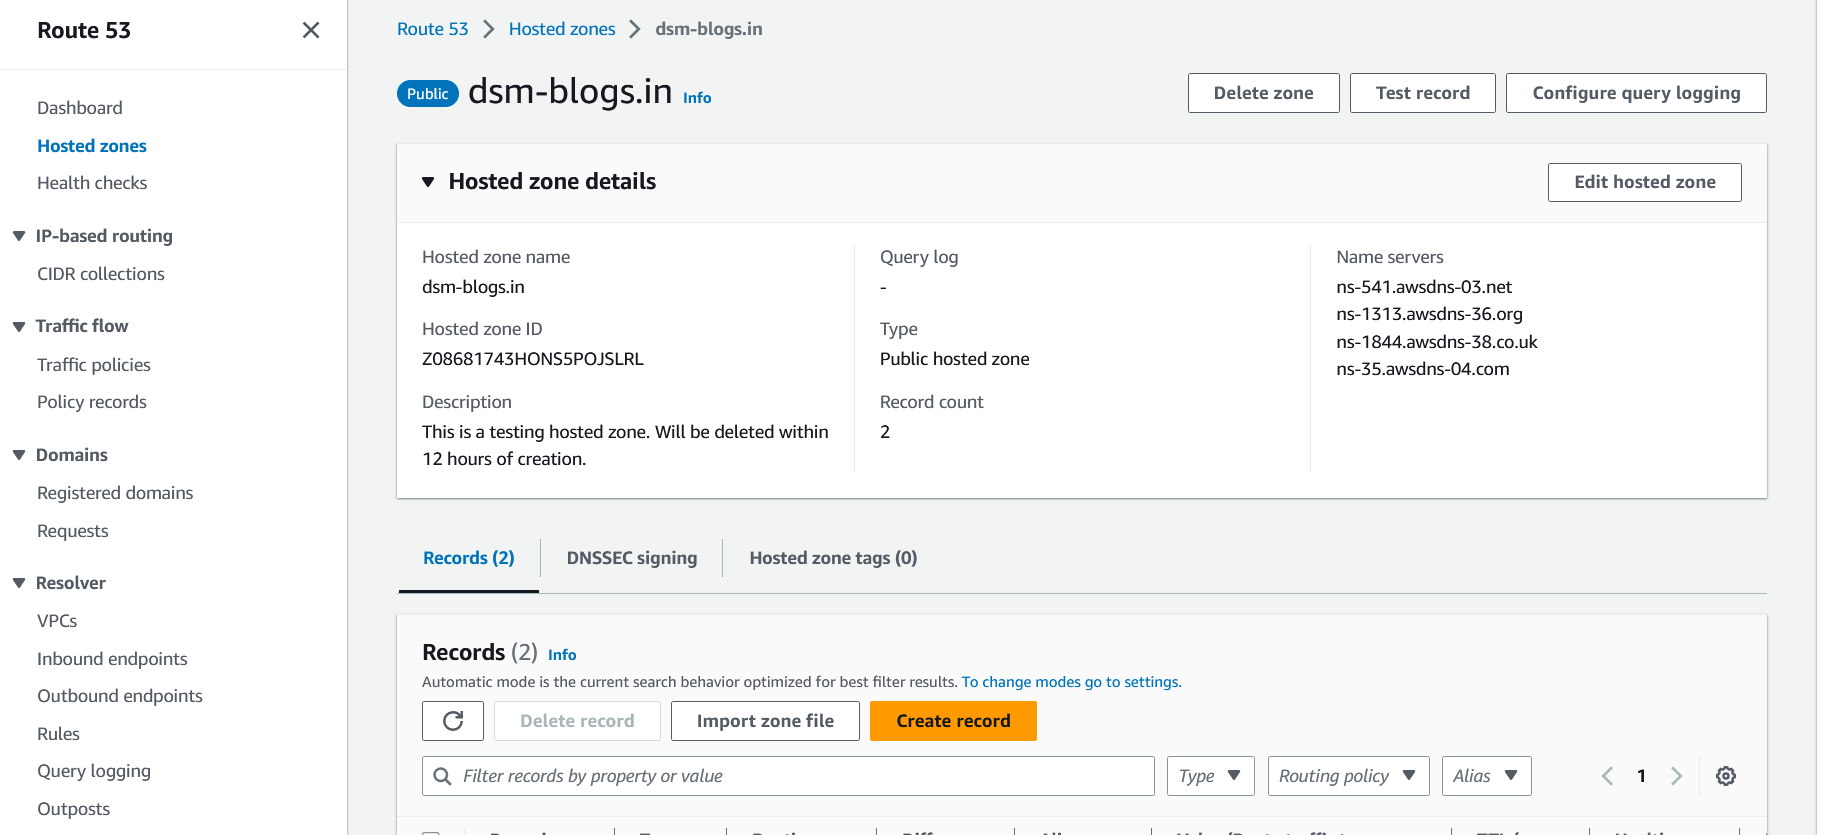 Route 53
Dashboard
Hosted zones
Health checks
IP-based routing
CIDR collections
Traffic flow
Traffic policies
Policy records
Domains
Registered domains
Requests
Resolver
VPCs
Inbound endpoints
Outbound endpoints
Rules
Query logging
Outposts
Route 53 > Hosted zones > dsm-blogs.in
Public dsm-blogs.in Info
Delete zone Test record Configure query logging
Hosted zone details
Edit hosted zone
Hosted zone name
dsm-blogs.in
Hosted zone ID
Z08681743HONS5POJSLRL
Description
This is a testing hosted zone. Will be deleted within
12 hours of creation.
Query log
-
Type
Public hosted zone
Record count
2
Name servers
ns-541.awsdns-03.net
ns-1313.awsdns-36.org
ns-1844.awsdns-38.co.uk
ns-35.awsdns-04.com
Records (2) DNSSEC signing Hosted zone tags (0)
Records (2) Info
Automatic mode is the current search behavior optimized for best filter results. To change modes go to settings.
Delete record Import zone file Create record
Filter records by property or value Type Routing policy Alias 1